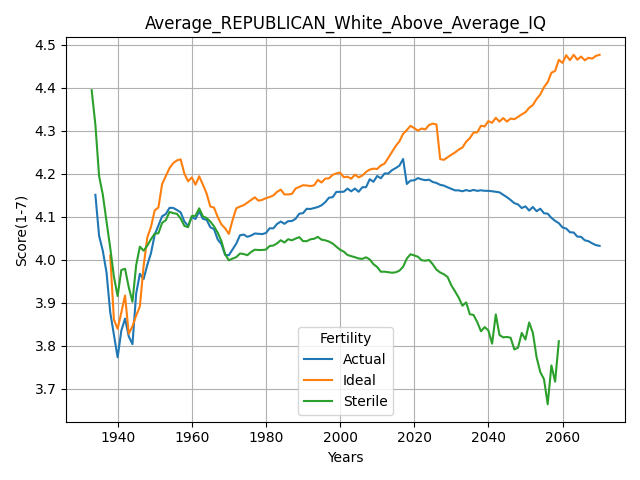 Average_REPUBLICAN_White_Above_Average_IQ
Score(1-7)
4.5
4.4
4.3
4.2
4.1
4.0
3.9
3.8
3.7
Fertility
Actual
Ideal
Sterile
1940 1960 1980 2000 2020 2040 2060
Years